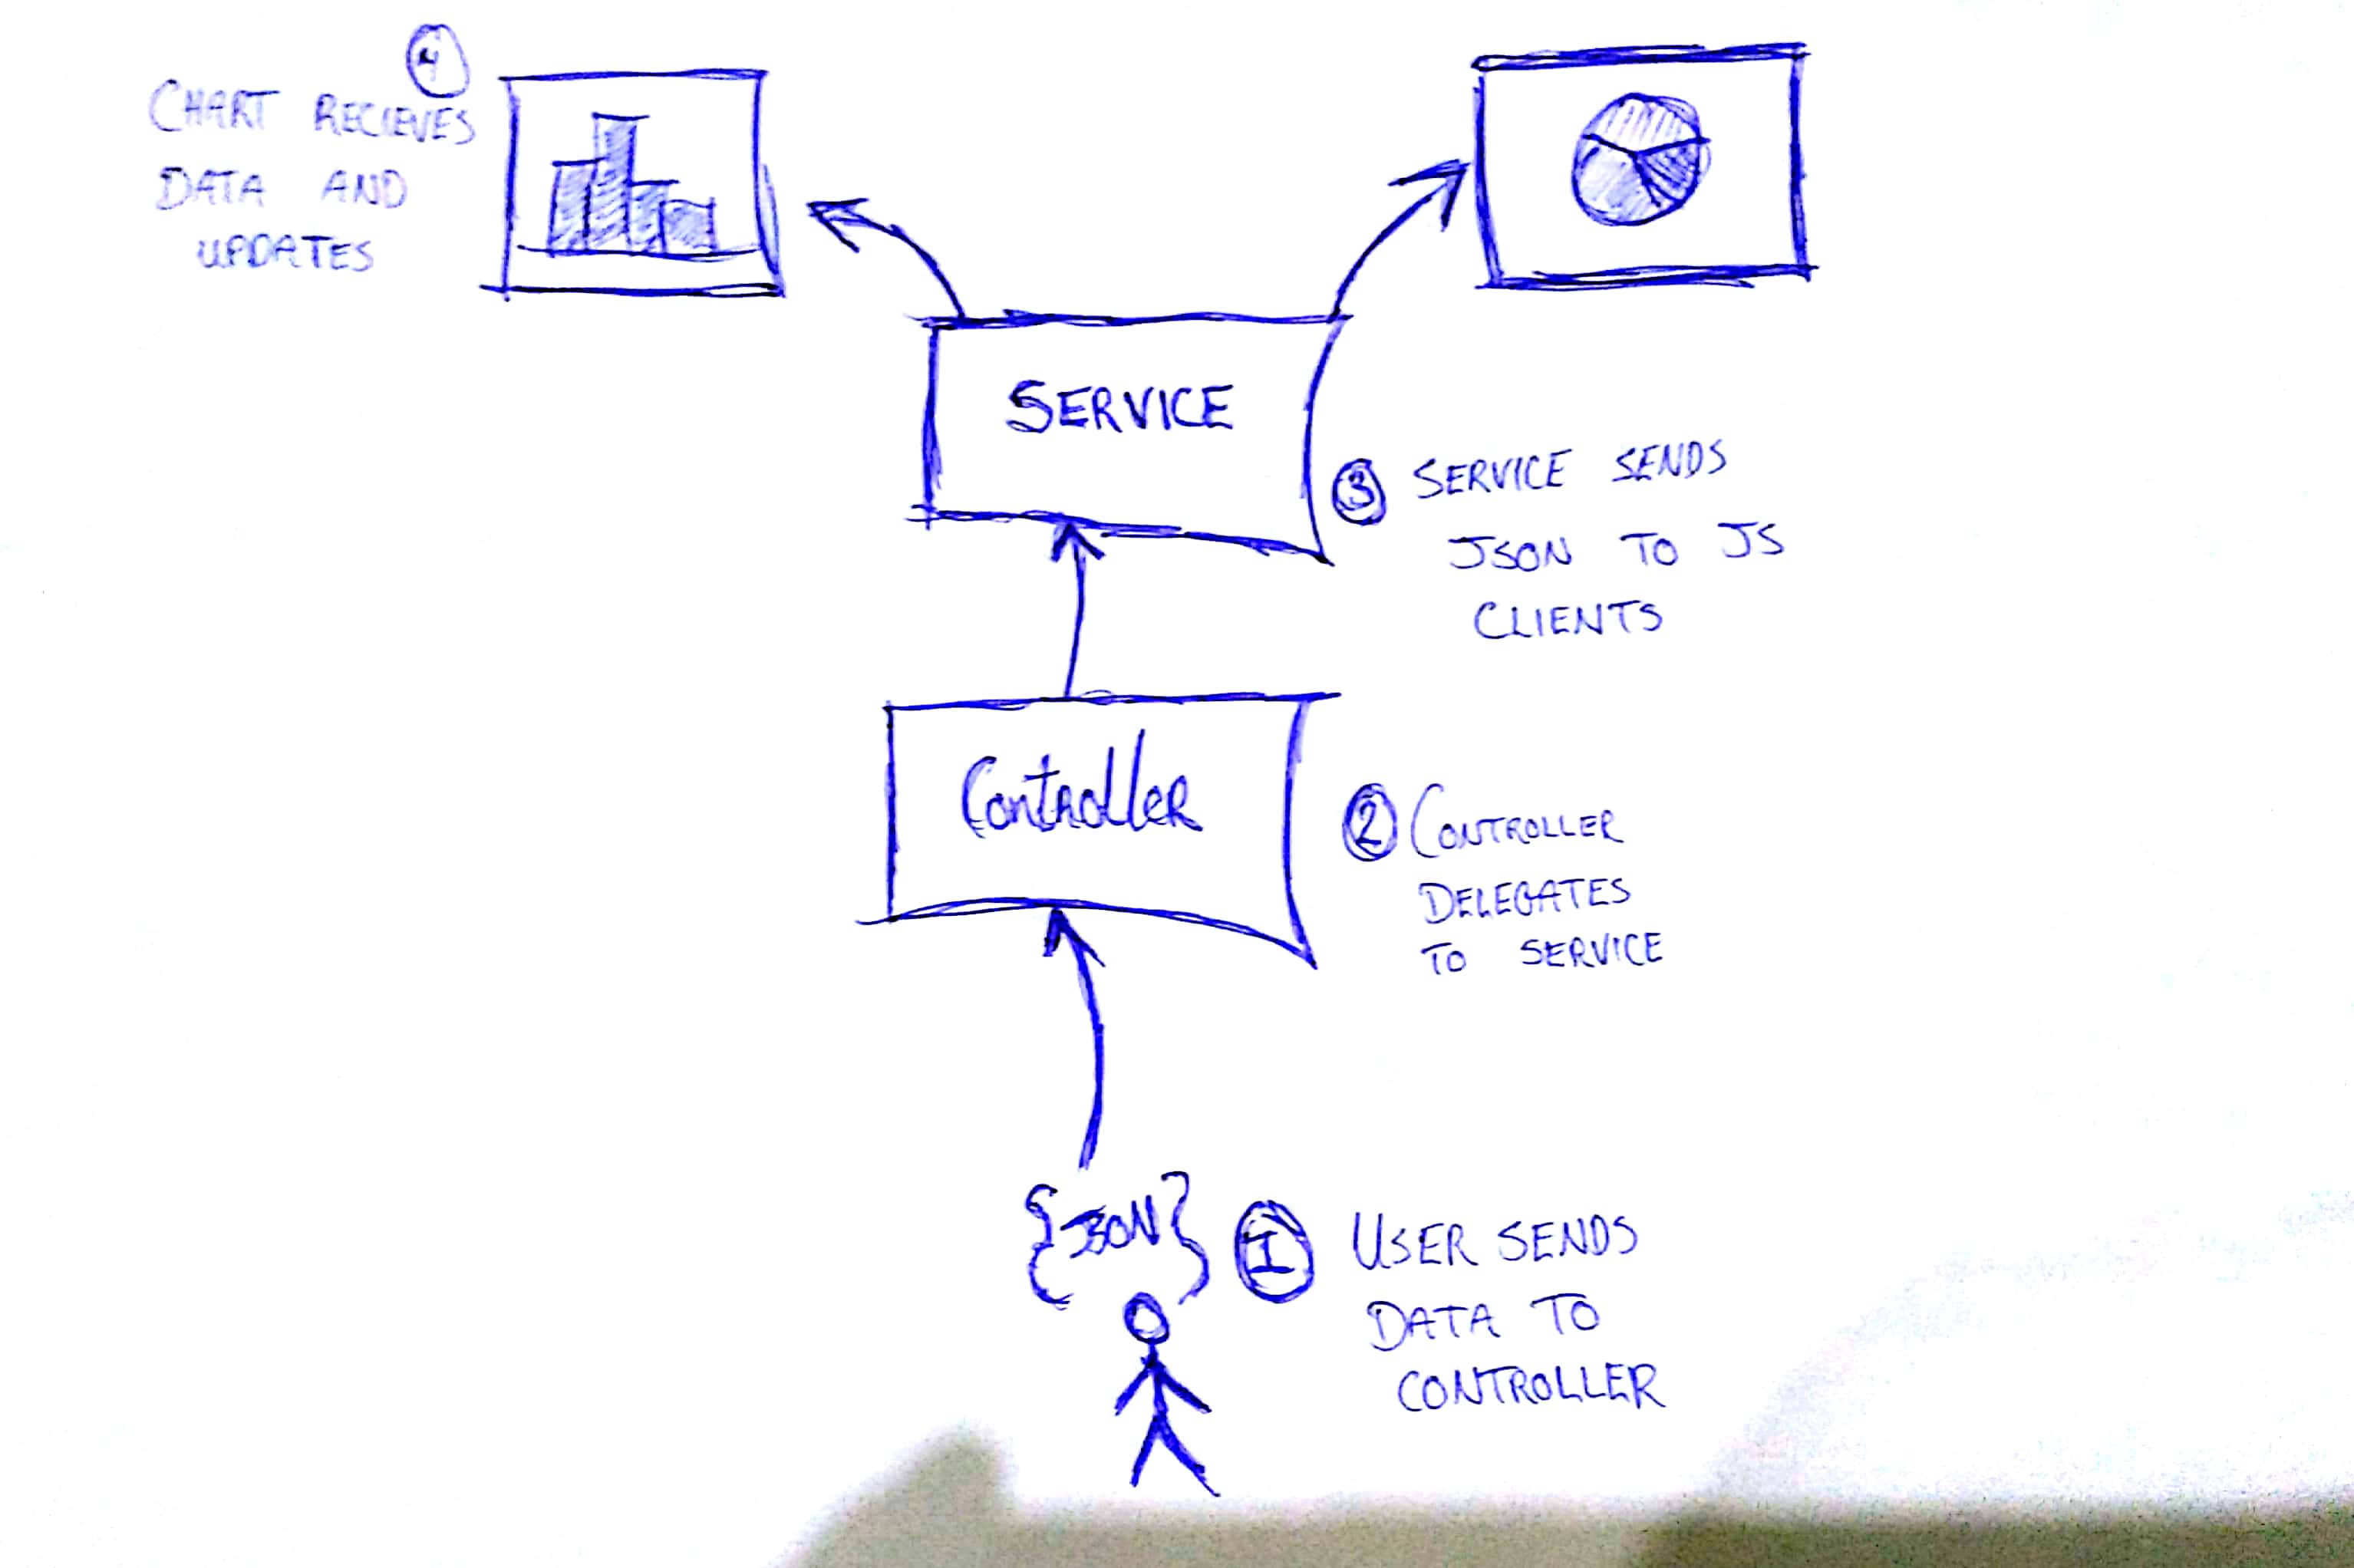 4
CHART RECIEVES
DATA AND
UPDATES
SERVICE
3 SERVICE SENDS
JSON TO JS
CLIENTS
Controller
2 CONTROLLER
DELEGATES
TO SERVICE
{JSON}
1 USER SENDS
DATA TO
CONTROLLER